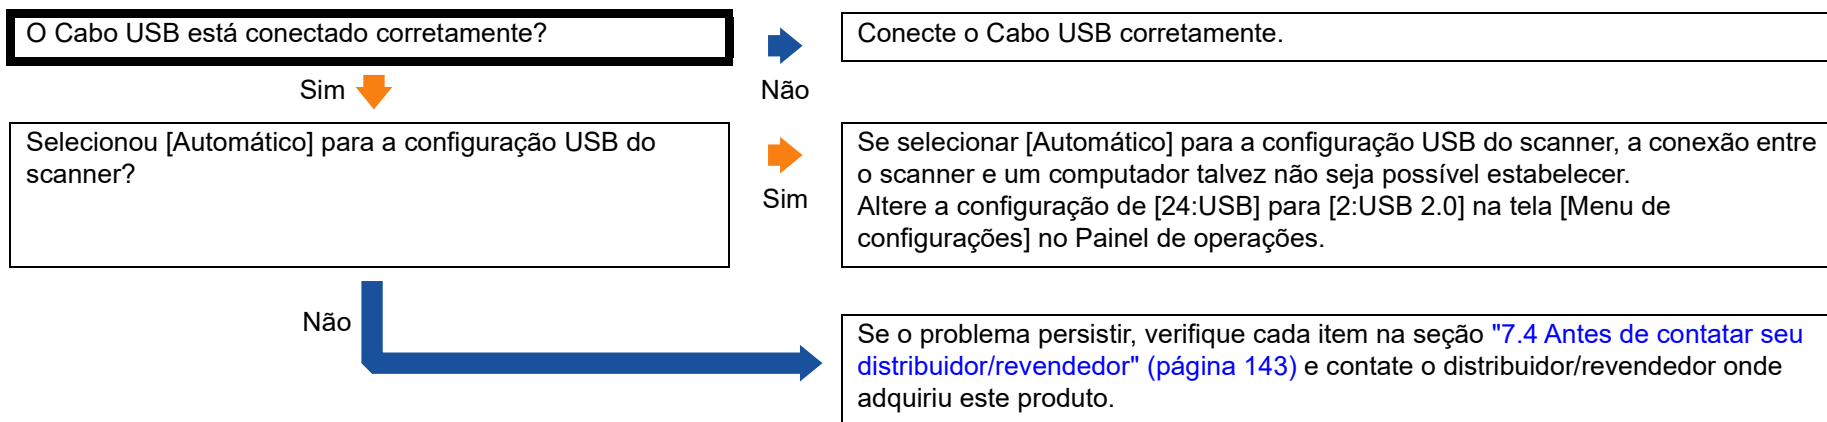 O Cabo USB está conectado corretamente?
Conecte o Cabo USB corretamente.
Sim
Não
Selecionou [Automático] para a configuração USB do
scanner?
Sim
Se selecionar [Automático] para a configuração USB do scanner, a conexão entre
o scanner e um computador talvez não seja possível estabelecer.
Altere a configuração de [24:USB] para [2:USB 2.0] na tela [Menu de
configurações] no Painel de operações.
Não
Se o problema persistir, verifique cada item na seção "7.4 Antes de contatar seu
distribuidor/revendedor" (página 143) e contate o distribuidor/revendedor onde
adquiriu este produto.